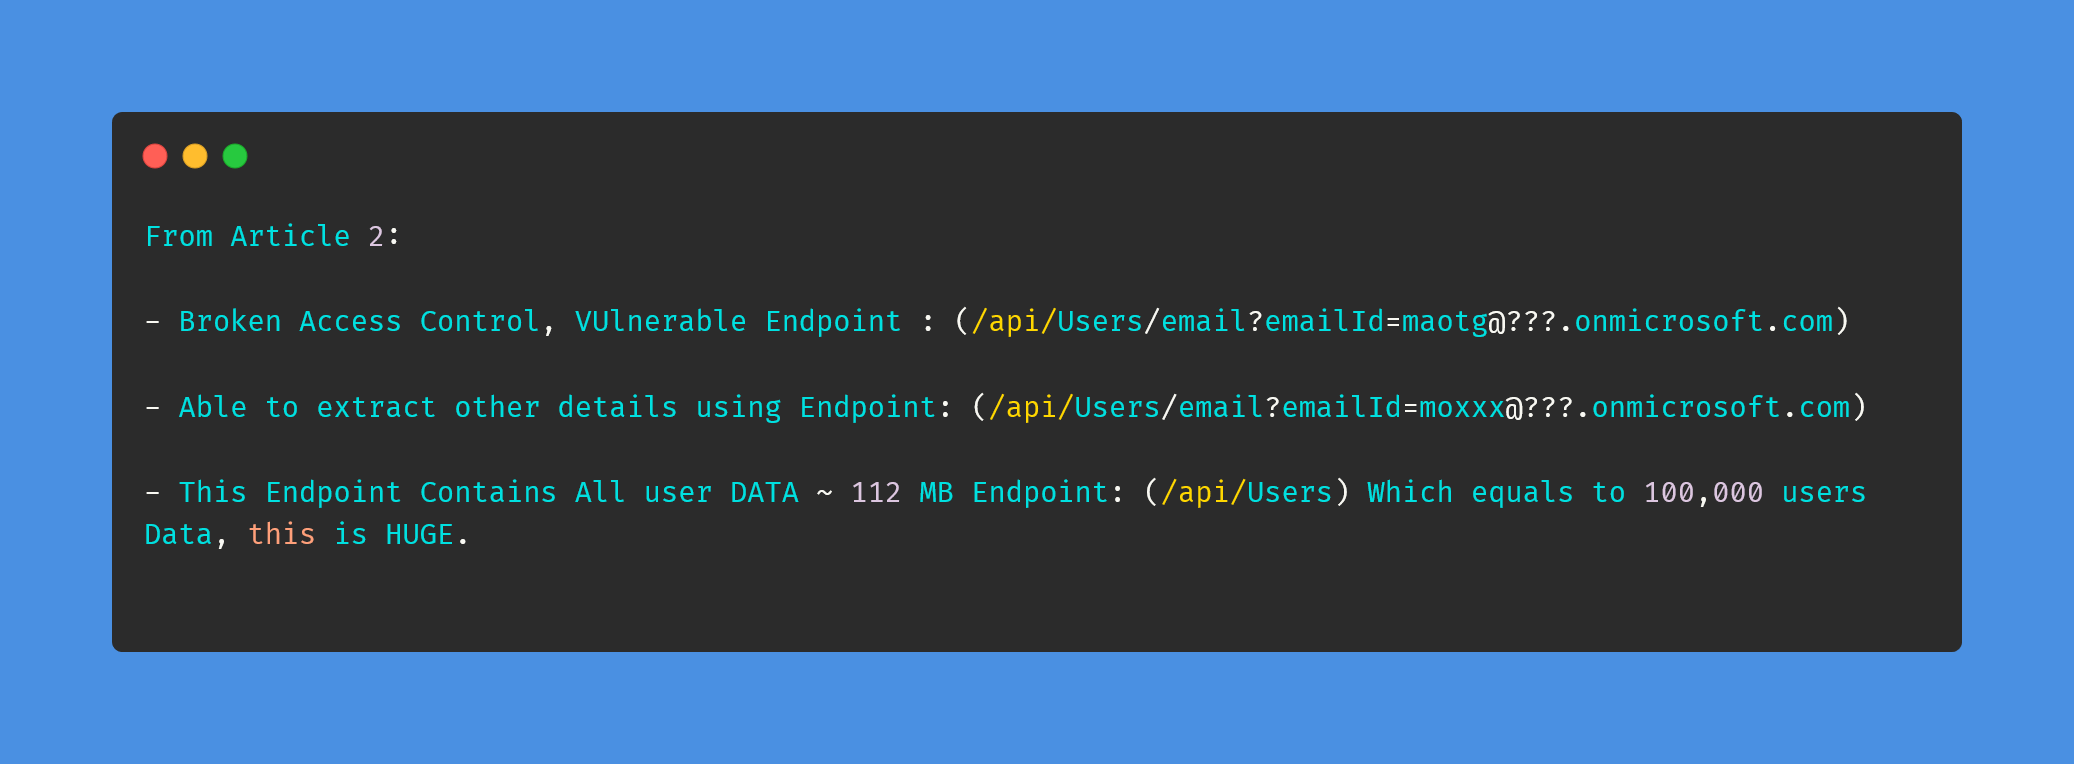 From Article 2:
- Broken Access Control, VUlnerable Endpoint : (/api/Users/email?emailId=maotg@???.onmicrosoft.com)
- Able to extract other details using Endpoint: (/api/Users/email?emailId=moxxx@???.onmicrosoft.com)
- This Endpoint Contains All user DATA ~ 112 MB Endpoint: (/api/Users) Which equals to 100,000 users
Data, this is HUGE.